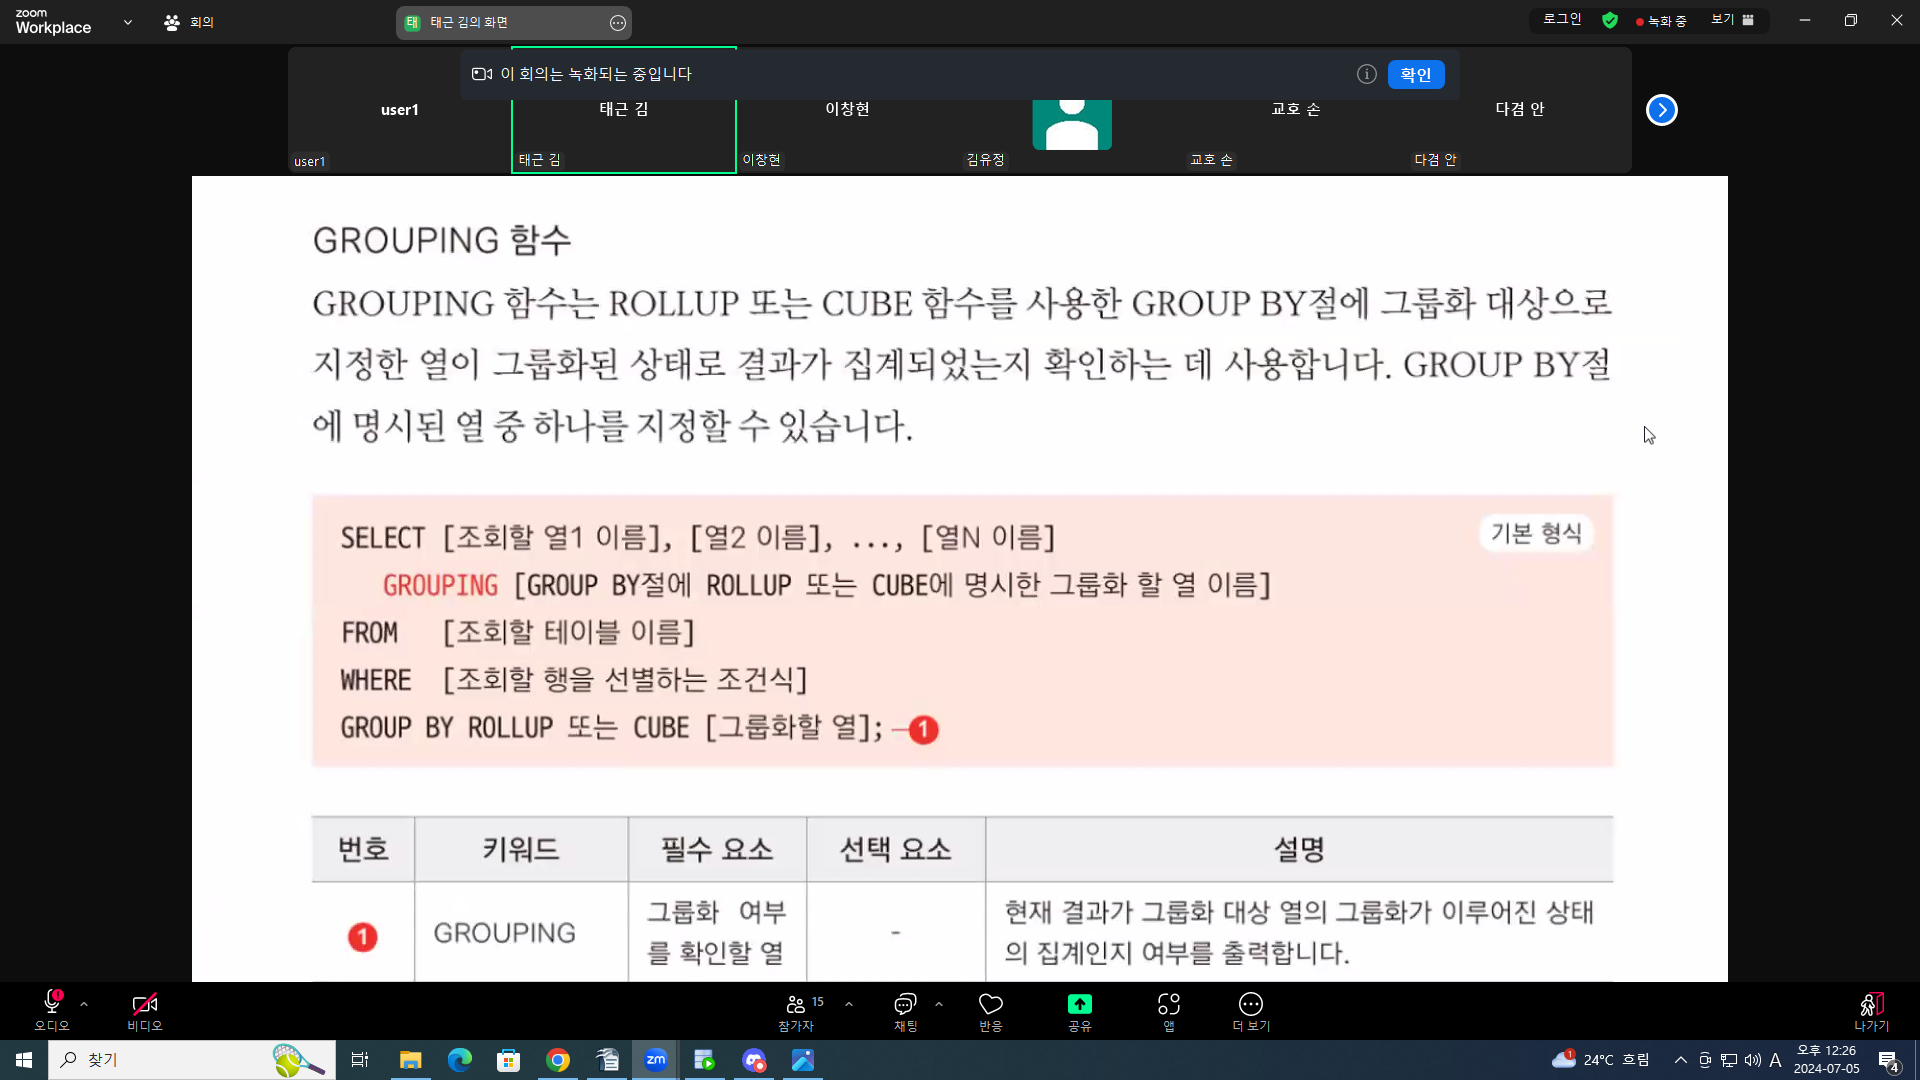 zoom
Workplace
회의
태 태근 김의 화면
로그인
녹화 중
보기
이 회의는 녹화되는 중입니다
확인
user1
태근 김
이창현
교호 손
다겸 안
user1
태근 김
이창현
김유정
교호 손
다겸 안
GROUPING 함수
GROUPING 함수는 ROLLUP 또는 CUBE 함수를 사용한 GROUP BY절에 그룹화 대상으로
지정한 열이 그룹화된 상태로 결과가 집계되었는지 확인하는 데 사용합니다. GROUP BY절
에 명시된 열 중 하나를 지정할 수 있습니다.
기본 형식
SELECT [조회할 열1 이름], [열2 이름], ..., [열N 이름]
GROUPING [GROUP BY절에 ROLLUP 또는 CUBE에 명시한 그룹화 할 열 이름]
FROM [조회할 테이블 이름]
WHERE [조회할 행을 선별하는 조건식]
GROUP BY ROLLUP 또는 CUBE [그룹화할 열]; 1
번호 키워드 필수 요소 선택 요소 설명
1 GROUPING 그룹화 여부 - 현재 결과가 그룹화 대상 열의 그룹화가 이루어진 상태
를 확인할 열 의 집계인지 여부를 출력합니다.
오디오
비디오
참가자 15
채팅
반응
공유
앱
더 보기
나가기
찾기
zm
1
24°C 흐림
A
오후 12:26
2024-07-05
4